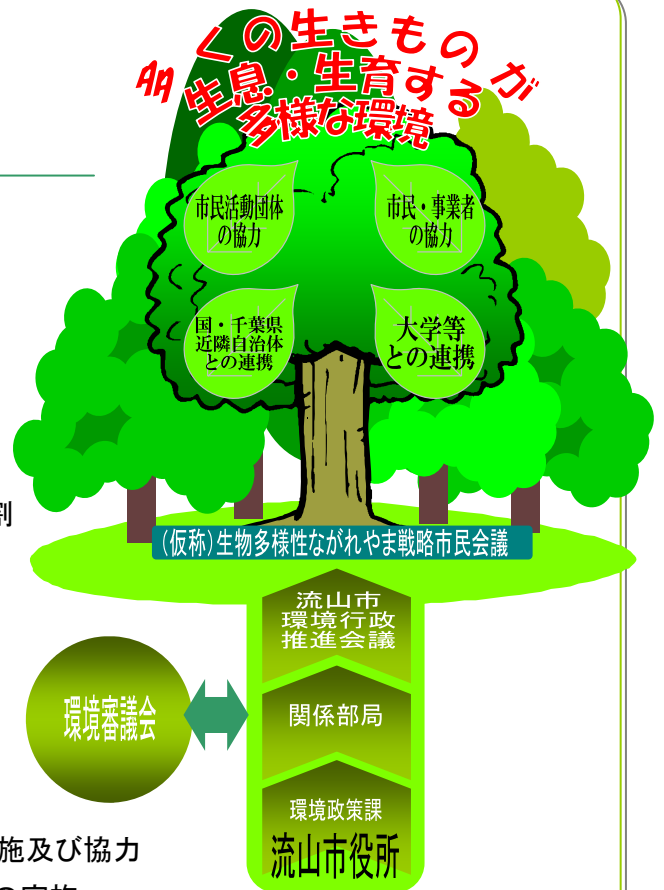 多くの生きものが
生息・生育する
多様な環境
市民活動団体
の協力
市民・事業者
の協力
国・千葉県
近隣自治体
との連携
大学等
との連携
割
(仮称)生物多様性ながれやま戦略市民会議
流山市
環境行政
推進会議
環境審議会
関係部局
環境政策課
流山市役所
施及び協力